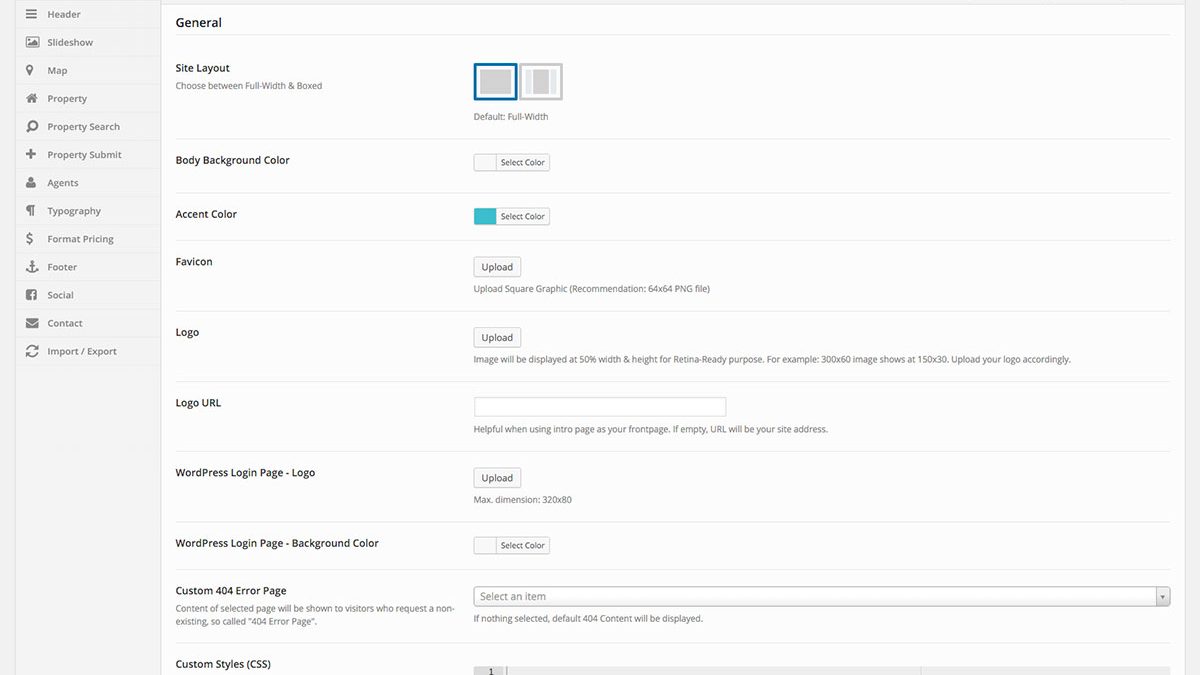 Header
Slideshow
Map
Property
Property Search
Property Submit
Agents
Typography
Format Pricing
Footer
Social
Contact
Import / Export
General
Site Layout
Choose between Full-Width & Boxed
Default: Full-Width
Body Background Color
Select Color
Accent Color
Select Color
Favicon
Upload
Upload Square Graphic (Recommendation: 64x64 PNG file)
Logo
Upload
Image will be displayed at 50% width & height for Retina-Ready purpose. For example: 300x60 image shows at 150x30. Upload your logo accordingly.
Logo URL
Helpful when using intro page as your frontpage. If empty, URL will be your site address.
WordPress Login Page - Logo
Upload
Max. dimension: 320x80
WordPress Login Page - Background Color
Select Color
Custom 404 Error Page
Content of selected page will be shown to visitors who request a non-
existing, so called "404 Error Page".
Select an item
If nothing selected, default 404 Content will be displayed.
Custom Styles (CSS)
1